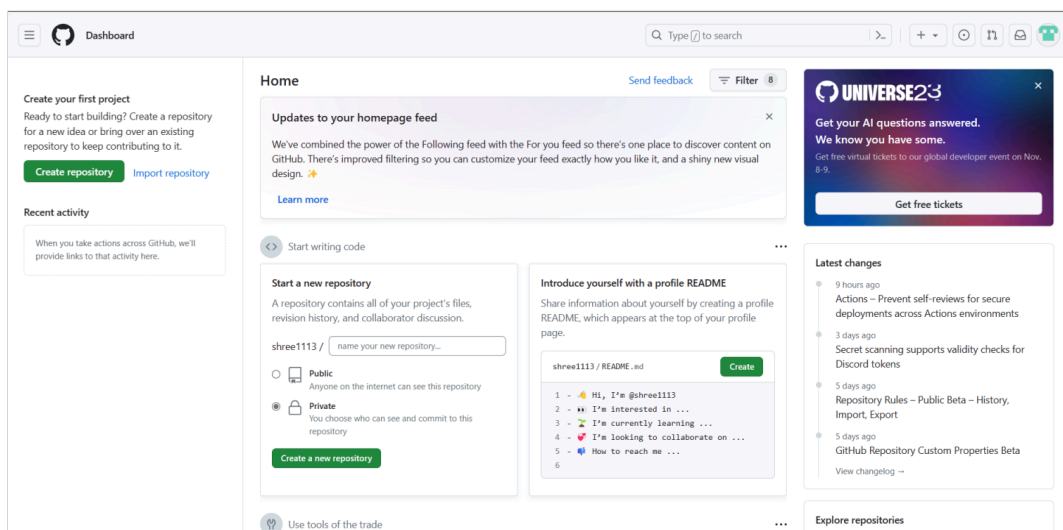 Dashboard
Type / to search
Create your first project
Ready to start building? Create a repository
for a new idea or bring over an existing
repository to keep contributing to it.
Create repository
Import repository
Recent activity
When you take actions across GitHub, we'll
provide links to that activity here.
Home
Send feedback
Filter 8
Updates to your homepage feed
We've combined the power of the Following feed with the For you feed so there's one place to discover content on
GitHub. There's improved filtering so you can customize your feed exactly how you like it, and a shiny new visual
design. ✨
Learn more
Start writing code
Start a new repository
A repository contains all of your project's files,
revision history, and collaborator discussion.
shree1113 / name your new repository...
Public
Anyone on the internet can see this repository
Private
You choose who can see and commit to this
repository
Create a new repository
Introduce yourself with a profile README
Share information about yourself by creating a profile
README, which appears at the top of your profile
page.
shree1113 / README.md
Create
1 - 👋 Hi, I'm @shree1113
2 - 👀 I'm interested in ...
3 - 🌱 I'm currently learning ...
4 - 💞️ I'm looking to collaborate on ...
5 - 📫 How to reach me ...
6
Use tools of the trade
UNIVERSE23
Get your AI questions answered.
We know you have some.
Get free virtual tickets to our global developer event on Nov.
8-9.
Get free tickets
Latest changes
9 hours ago
Actions – Prevent self-reviews for secure
deployments across Actions environments
3 days ago
Secret scanning supports validity checks for
Discord tokens
5 days ago
Repository Rules – Public Beta – History,
Import, Export
5 days ago
GitHub Repository Custom Properties Beta
View changelog →
Explore repositories